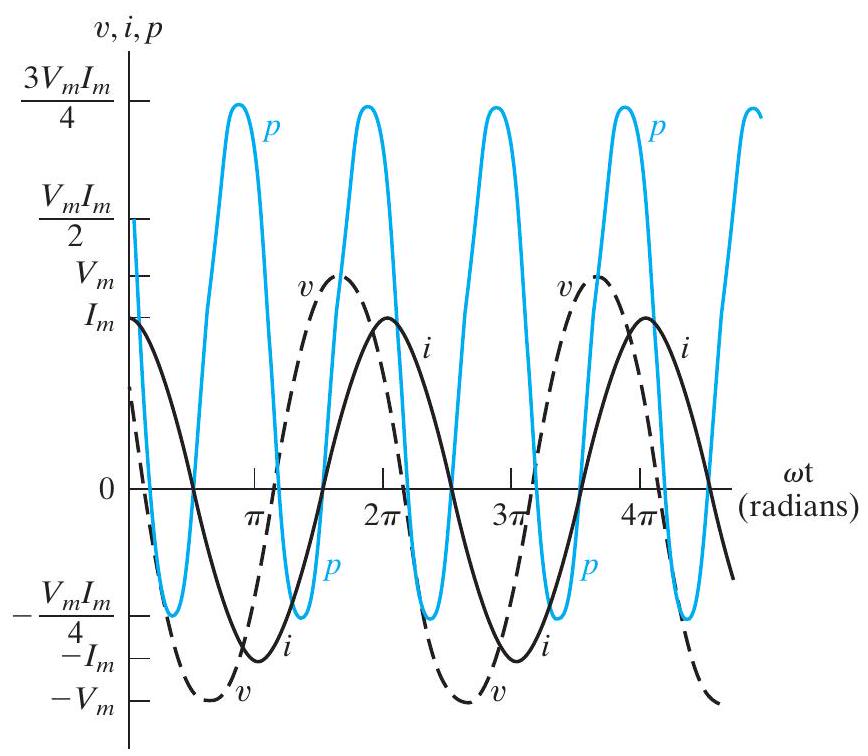 v, i, p
3VmIm
4
p
p
VmIm
2
Vm
v
v
Im
i
i
0
π
2π
3π
4π
ωt
(radians)
p
p
− VmIm
4
−Im
i
i
−Vm
v
v